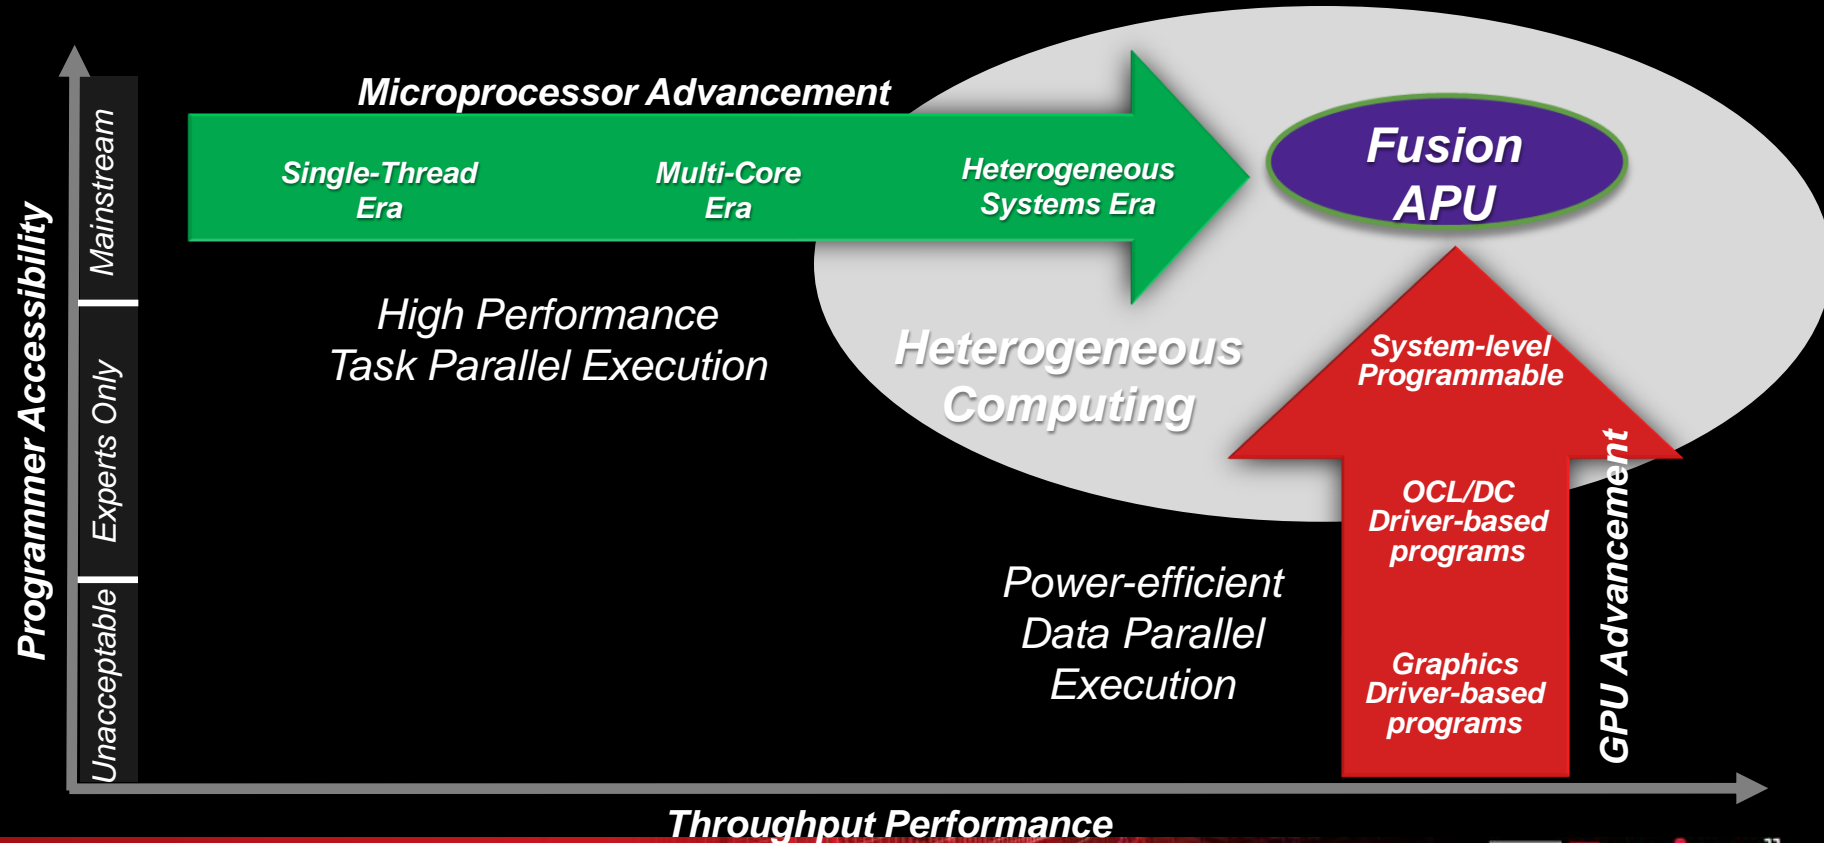 Microprocessor Advancement
Single-Thread
Era
Multi-Core
Era
Heterogeneous
Systems Era
Fusion
APU
High Performance
Task Parallel Execution
Heterogeneous
Computing
System-level
Programmable
OCL/DC
Driver-based
programs
Graphics
Driver-based
programs
GPU Advancement
Power-efficient
Data Parallel
Execution
Programmer Accessibility
Mainstream
Experts Only
Unacceptable
Throughput Performance